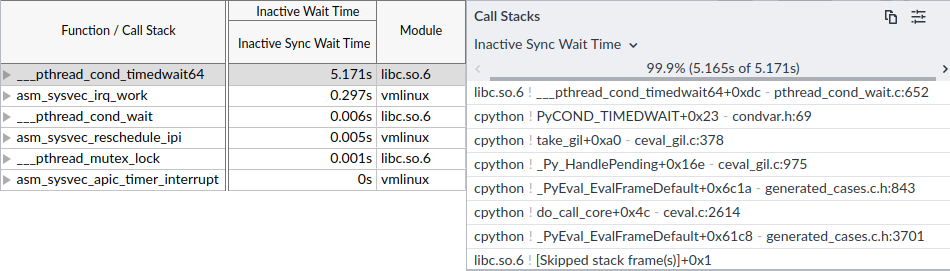 Function / Call Stack
Inactive Wait Time
Inactive Sync Wait Time
Module
___pthread_cond_timedwait64 5.171s libc.so.6
asm_sysvec_irq_work 0.297s vmlinux
___pthread_cond_wait 0.006s libc.so.6
asm_sysvec_reschedule_ipi 0.005s vmlinux
___pthread_mutex_lock 0.001s libc.so.6
asm_sysvec_apic_timer_interrupt 0s vmlinux
Call Stacks
Inactive Sync Wait Time
99.9% (5.165s of 5.171s)
libc.so.6 ! ___pthread_cond_timedwait64+0xdc - pthread_cond_wait.c:652
cpython ! PyCOND_TIMEDWAIT+0x23 - condvar.h:69
cpython ! take_gil+0xa0 - ceval_gil.c:378
cpython ! _Py_HandlePending+0x16e - ceval_gil.c:975
cpython ! _PyEval_EvalFrameDefault+0x6c1a - generated_cases.c.h:843
cpython ! do_call_core+0x4c - ceval.c:2614
cpython ! _PyEval_EvalFrameDefault+0x61c8 - generated_cases.c.h:3701
libc.so.6 ! [Skipped stack frame(s)]+0x1